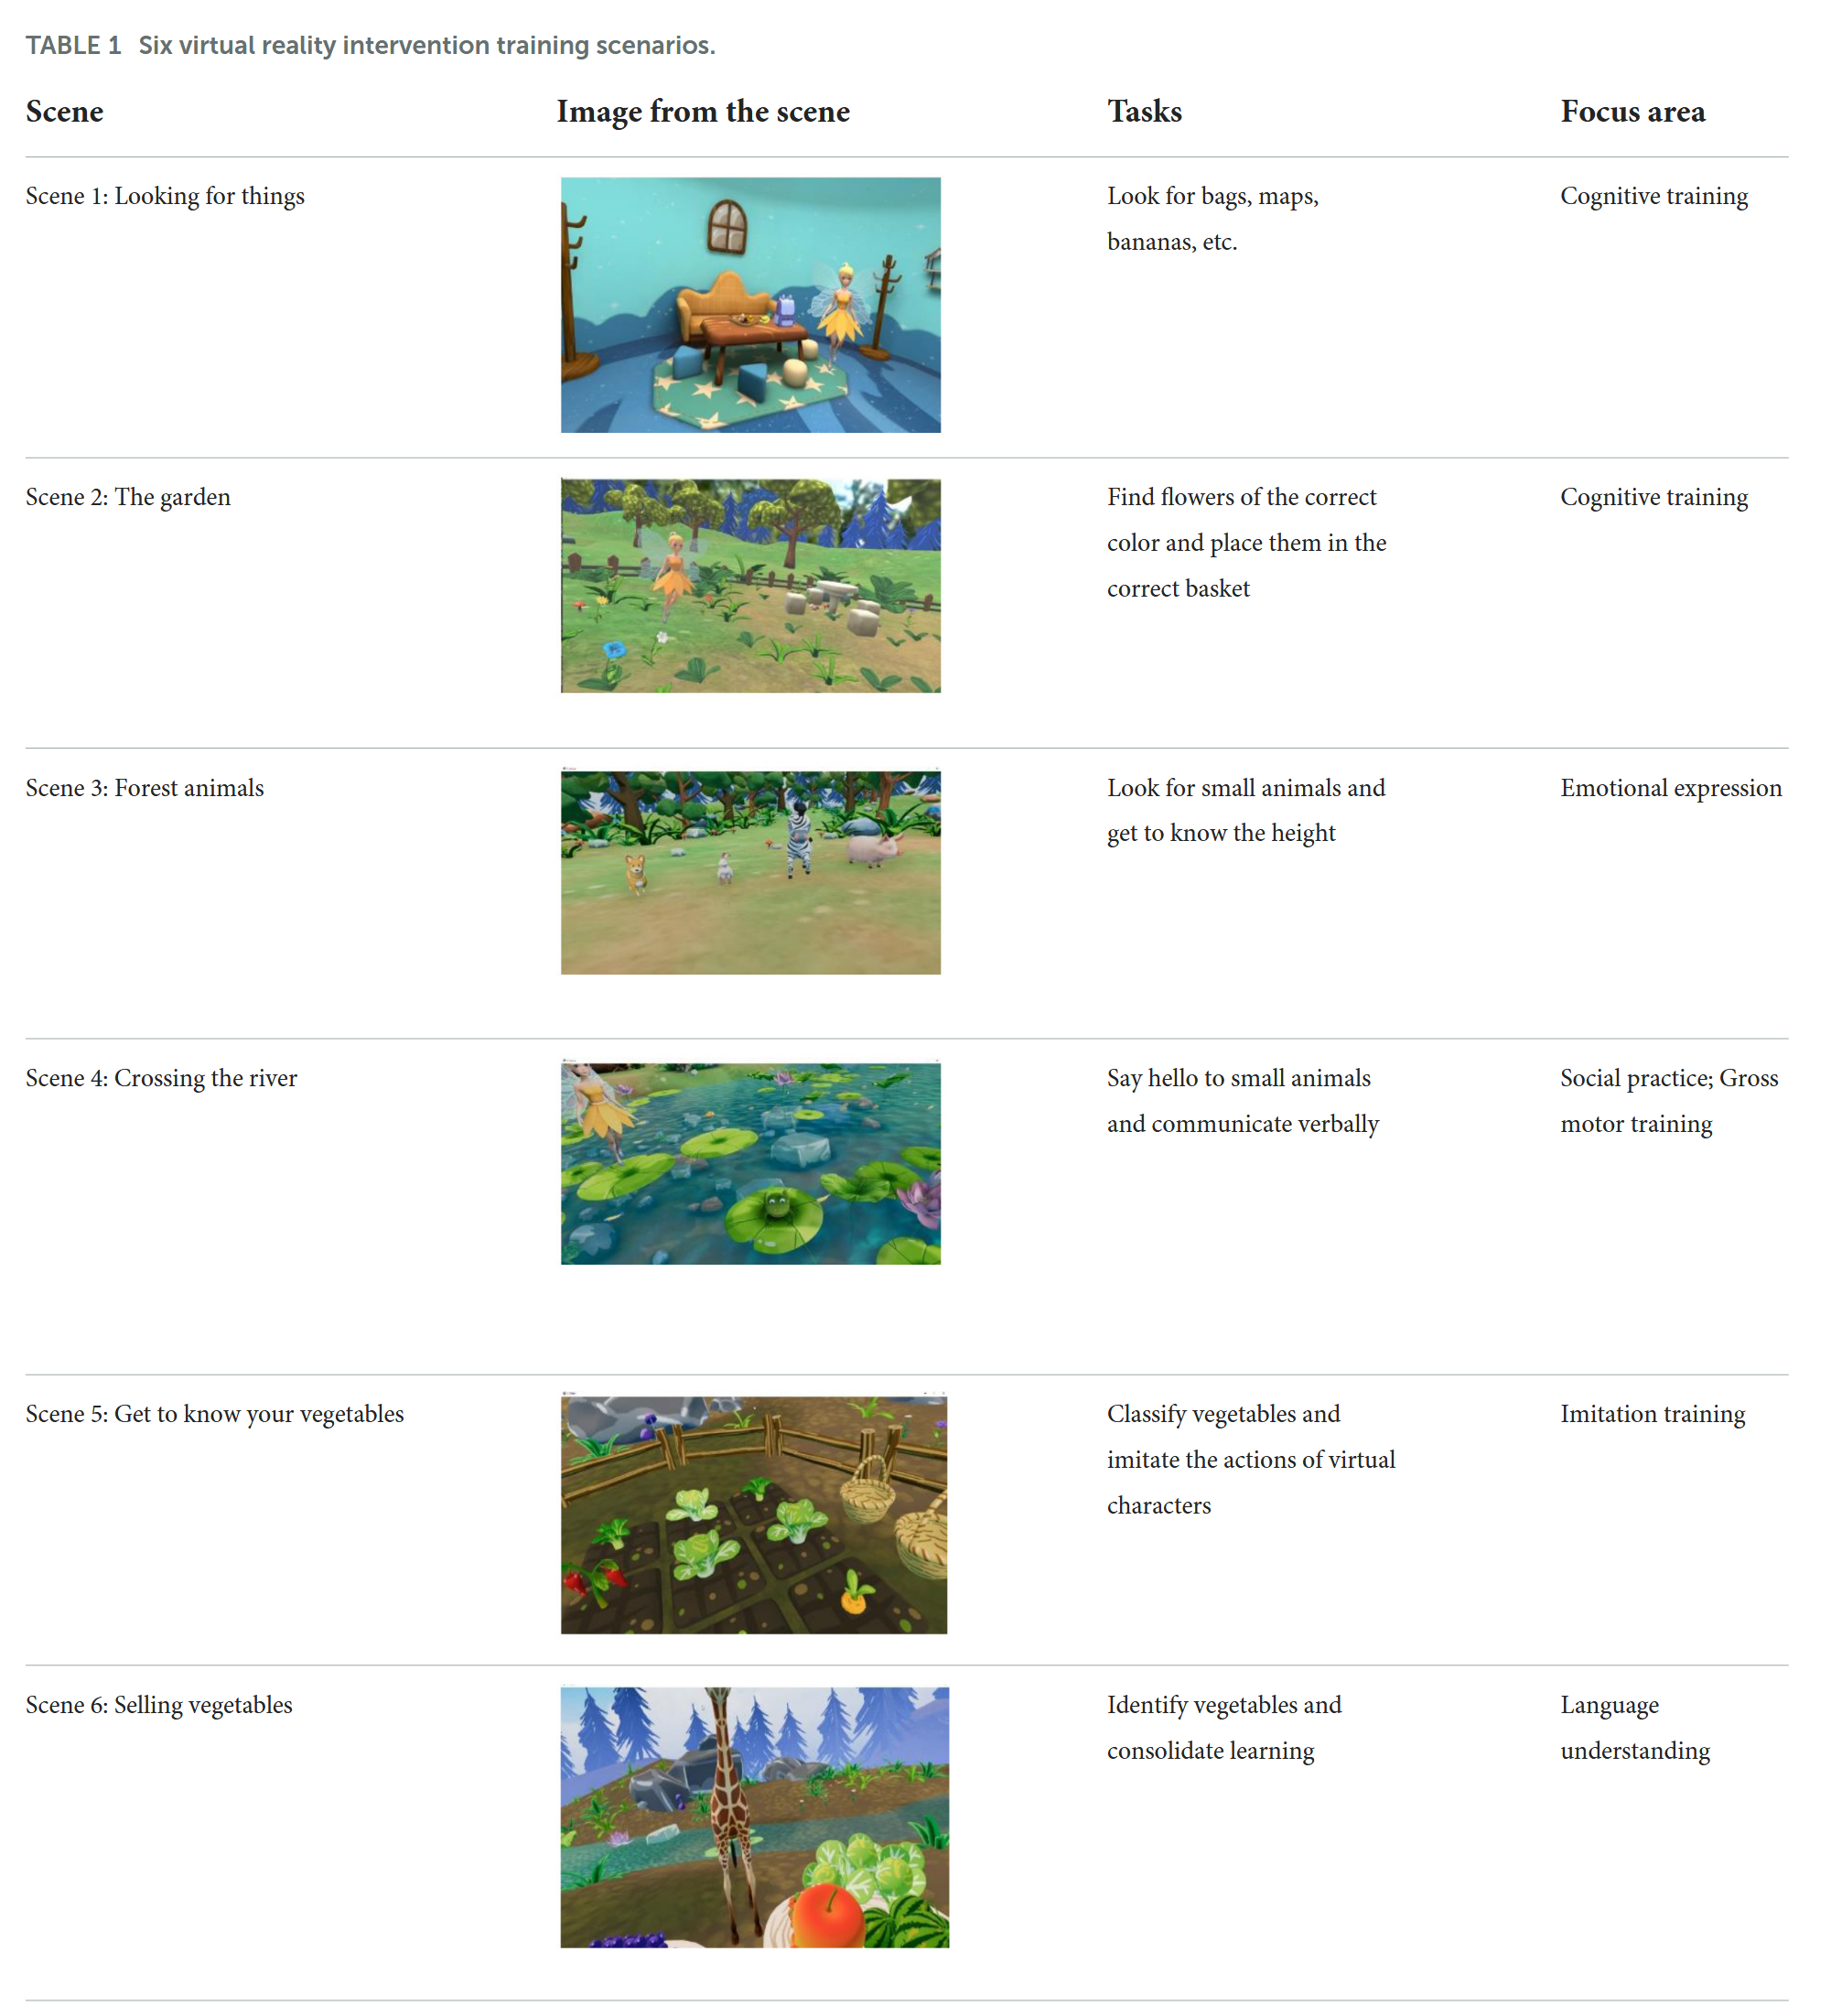 TABLE 1 Six virtual reality intervention training scenarios.
Scene Image from the scene Tasks Focus area
Scene 1: Looking for things Look for bags, maps, Cognitive training
bananas, etc.
Scene 2: The garden Find flowers of the correct Cognitive training
color and place them in the
correct basket
Scene 3: Forest animals Look for small animals and Emotional expression
get to know the height
Scene 4: Crossing the river Say hello to small animals Social practice; Gross
and communicate verbally motor training
Scene 5: Get to know your vegetables Classify vegetables and Imitation training
imitate the actions of virtual
characters
Scene 6: Selling vegetables Identify vegetables and Language
consolidate learning understanding